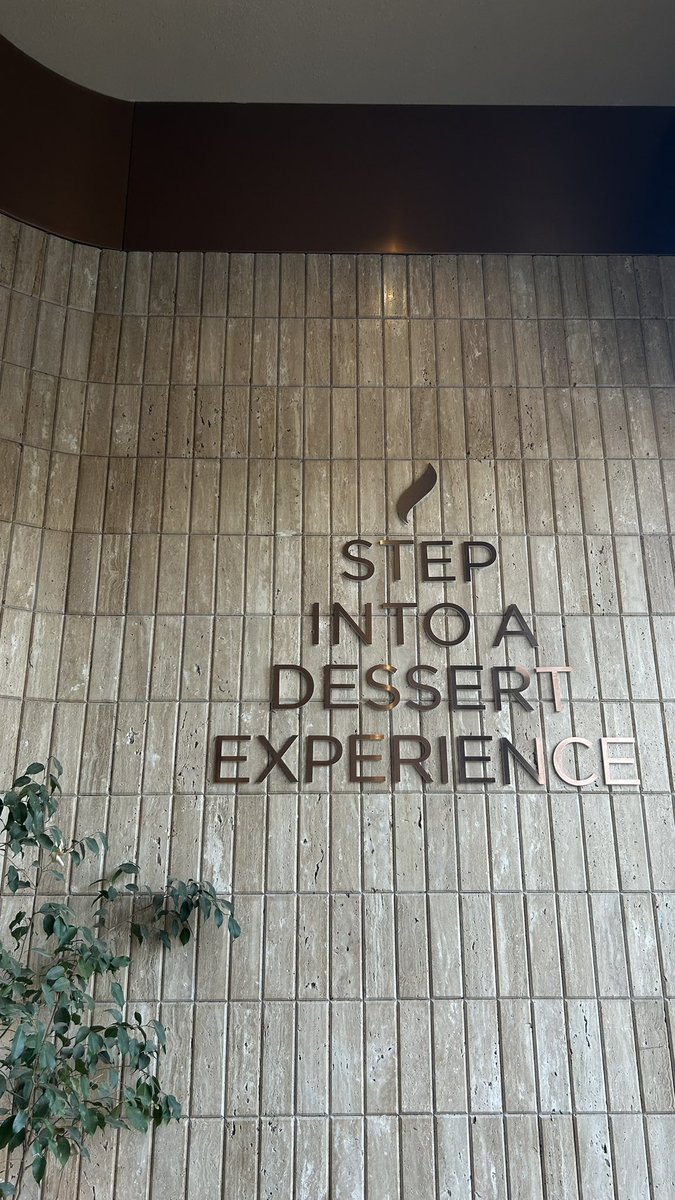 STEP
INTO A
DESSERT
EXPERIENCE